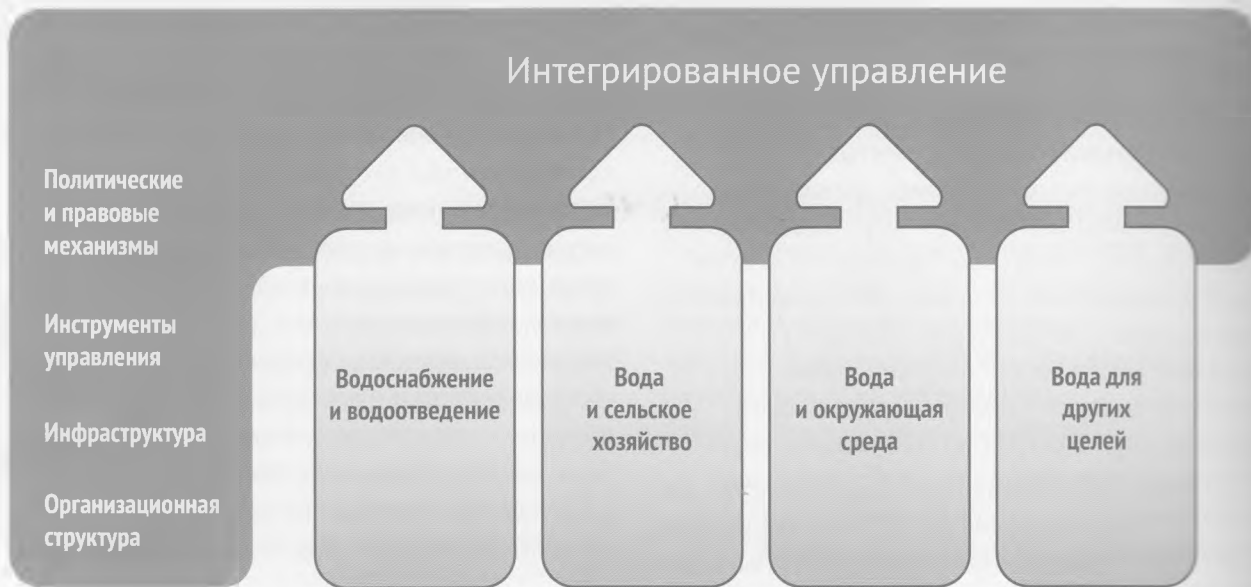 Интегрированное управление
Политические
и правовые
механизмы
Инструменты
управления
Инфраструктура
Организационная
структура
Водоснабжение
и водоотведение
Вода
и сельское
хозяйство
Вода
и окружающая
среда
Вода для
других
целей